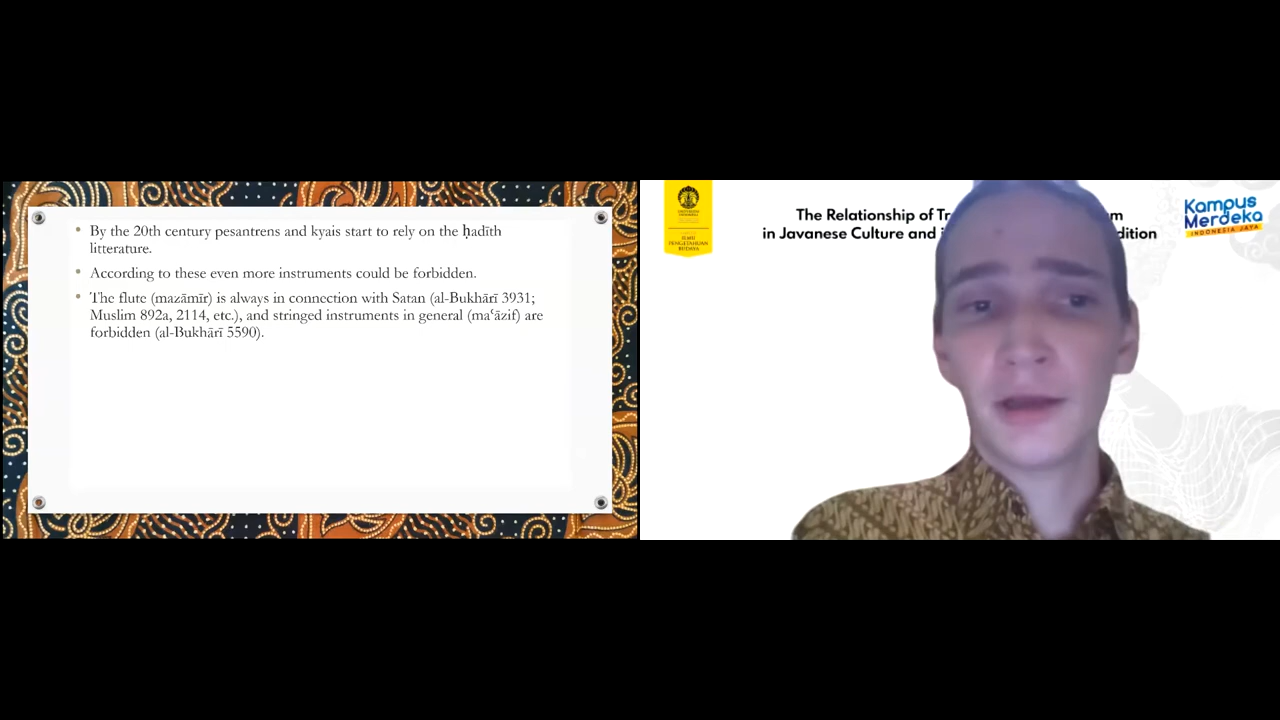 By the 20th century pesantrens and kyais start to rely on the ḥadīth
litterature.
According to these even more instruments could be forbidden.
The flute (mazāmīr) is always in connection with Satan (al-Bukhārī 3931;
Muslim 892a, 2114, etc.), and stringed instruments in general (maʿāzif) are
forbidden (al-Bukhārī 5590).
The Relationship of
in Javanese Culture and
Kampus
Merdeka
INDONESIA JAYA
ILMU
PENGETAHUAN
BUDAYA